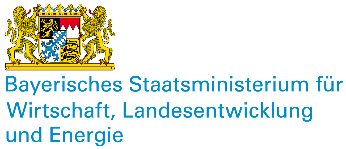 Bayerisches Staatsministerium für
Wirtschaft, Landesentwicklung
und Energie